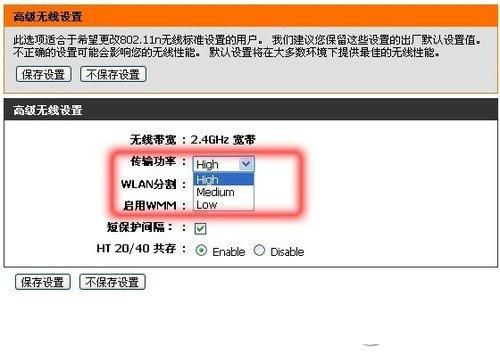 高级无线设置
此选项适合于希望更改802.11n无线标准设置的用户。 我们建议您保留这些设置的出厂默认设置值。
不正确的设置可能会影响您的无线性能。 默认设置将在大多数环境下提供最佳的无线性能。
保存设置 不保存设置
高级无线设置
无线带宽 : 2.4GHz 宽带
传输功率 : High
High
WLAN分割 : Medium
启用WMM : Low
短保护间隔: :
HT 20/40 共存 : Enable Disable
保存设置 不保存设置